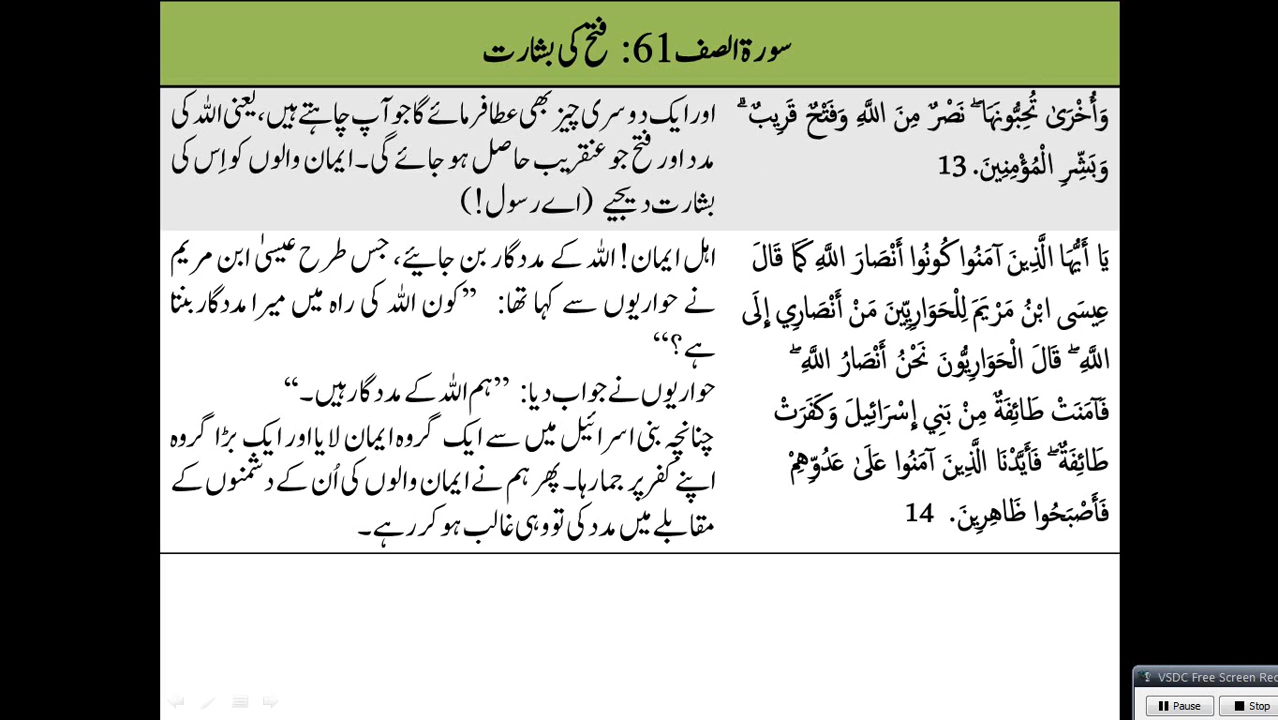 سورۃ الصف 61: فتح کی بشارت
وَأُخْرَىٰ تُحِبُّونَهَا ۖ نَصْرٌ مِنَ اللَّهِ وَفَتْحٌ قَرِيبٌ ۗ
وَبَشِّرِ الْمُؤْمِنِينَ. 13
اور ایک دوسری چیز بھی عطا فرمائے گا جو آپ چاہتے ہیں، یعنی اللہ کی
مدد اور فتح جو عنقریب حاصل ہو جائے گی۔ ایمان والوں کو اِس کی
بشارت دیجیے (اے رسول!)
يَا أَيُّهَا الَّذِينَ آمَنُوا كُونُوا أَنْصَارَ اللَّهِ كَمَا قَالَ
عِيسَى ابْنُ مَرْيَمَ لِلْحَوَارِيِّينَ مَنْ أَنْصَارِي إِلَى
اللَّهِ ۖ قَالَ الْحَوَارِيُّونَ نَحْنُ أَنْصَارُ اللَّهِ ۖ
فَآمَنَتْ طَائِفَةٌ مِنْ بَنِي إِسْرَائِيلَ وَكَفَرَتْ
طَائِفَةٌ ۖ فَأَيَّدْنَا الَّذِينَ آمَنُوا عَلَىٰ عَدُوِّهِمْ
فَأَصْبَحُوا ظَاهِرِينَ. 14
اہل ایمان! اللہ کے مددگار بن جائیے، جس طرح عیسیٰ ابن مریم
نے حواریوں سے کہا تھا: ”کون اللہ کی راہ میں میرا مددگار بنتا
ہے؟“
حواریوں نے جواب دیا: ”ہم اللہ کے مددگار ہیں۔“
چنانچہ بنی اسرائیل میں سے ایک گروہ ایمان لایا اور ایک بڑا گروہ
اپنے کفر پر جما رہا۔ پھر ہم نے ایمان والوں کی اُن کے دشمنوں کے
مقابلے میں مدد کی تو وہی غالب ہو کر رہے۔
VSDC Free Screen Rec
Pause Stop